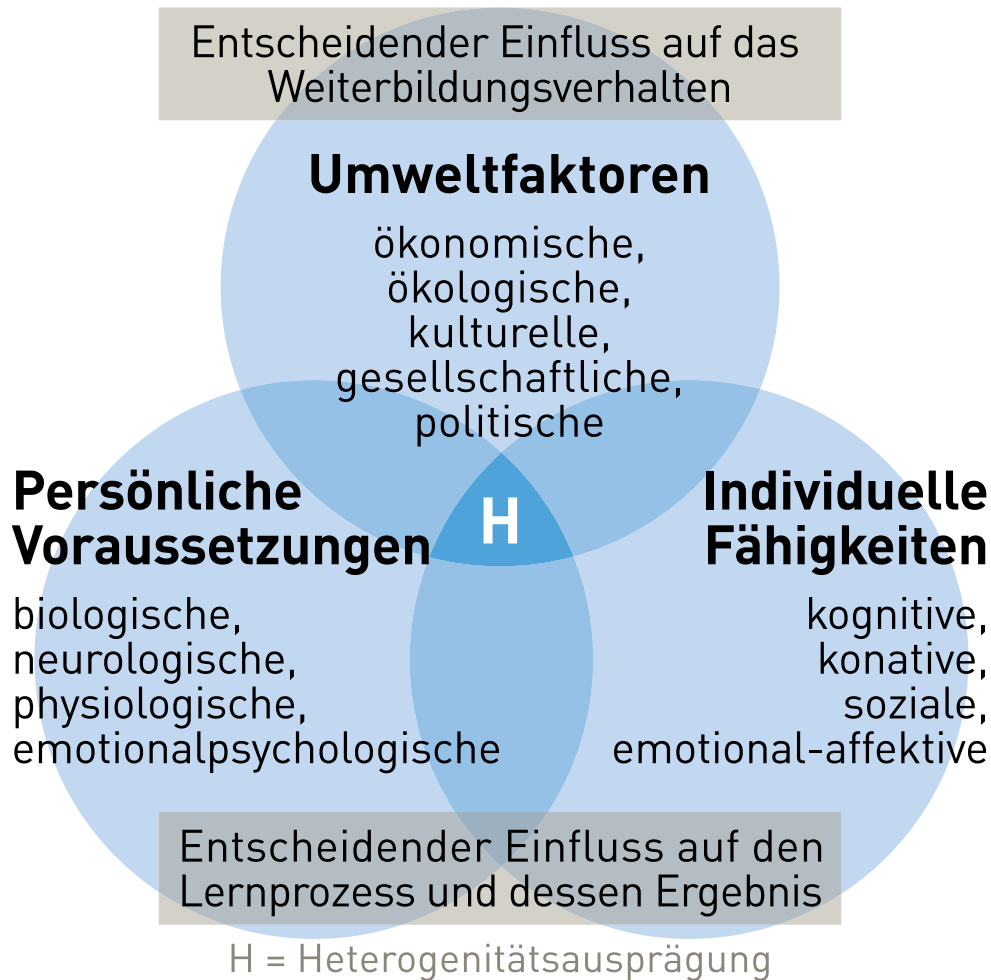 Entscheidender Einfluss auf das
Weiterbildungsverhalten
Umweltfaktoren
ökonomische,
ökologische,
kulturelle,
gesellschaftliche,
politische
Persönliche
Voraussetzungen
biologische,
neurologische,
physiologische,
emotionalpsychologische
H
Individuelle
Fähigkeiten
kognitive,
konative,
soziale,
emotional-affektive
Entscheidender Einfluss auf den
Lernprozess und dessen Ergebnis
H = Heterogenitätsausprägung